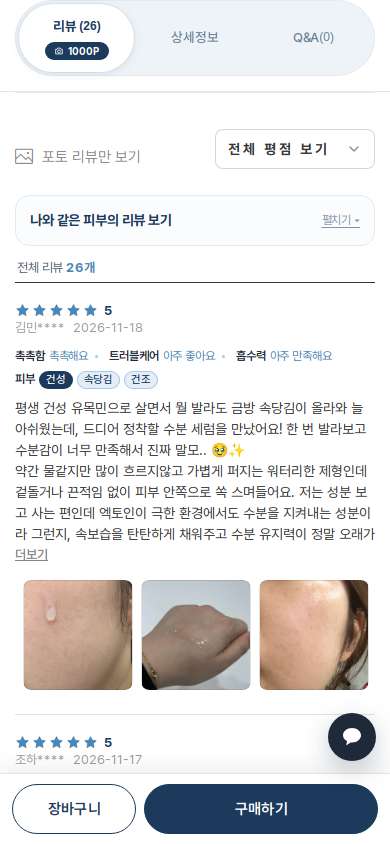 리뷰 (26)
1000P
상세정보
Q&A(0)
포토 리뷰만 보기
전체 평점 보기
나와 같은 피부의 리뷰 보기
펼치기
전체 리뷰 26개
5
김민**** 2026-11-18
촉촉함 촉촉해요 • 트러블케어 아주 좋아요 • 흡수력 아주 만족해요
피부 건성 속당김 건조
평생 건성 유목민으로 살면서 뭘 발라도 금방 속당김이 올라와 늘
아쉬웠는데, 드디어 정착할 수분 세럼을 만났어요! 한 번 발라보고
수분감이 너무 만족해서 진짜 말모.. 🥹✨
약간 물같지만 많이 흐르지않고 가볍게 퍼지는 워터리한 제형인데
겉돌거나 끈적임 없이 피부 안쪽으로 쏙 스며들어요. 저는 성분 보
고 사는 편인데 엑토인이 극한 환경에서도 수분을 지켜내는 성분이
라 그런지, 속보습을 탄탄하게 채워주고 수분 유지력이 정말 오래가
더보기
5
조하**** 2026-11-17
장바구니
구매하기